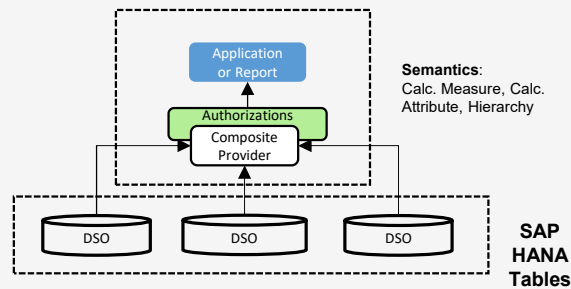 Application
or Report
Semantics:
Calc. Measure, Calc.
Attribute, Hierarchy
Authorizations
Composite
Provider
DSO
DSO
DSO
SAP
HANA
Tables